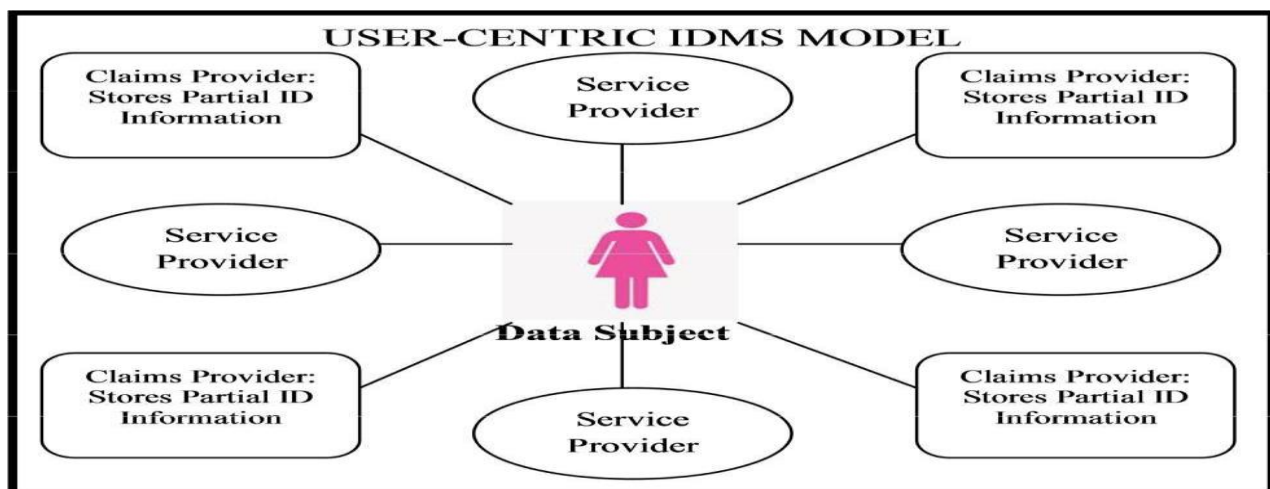 USER-CENTRIC IDMS MODEL
Claims Provider:
Stores Partial ID
Information
Service
Provider
Claims Provider:
Stores Partial ID
Information
Service
Provider
Service
Provider
Data Subject
Claims Provider:
Stores Partial ID
Information
Service
Provider
Claims Provider:
Stores Partial ID
Information